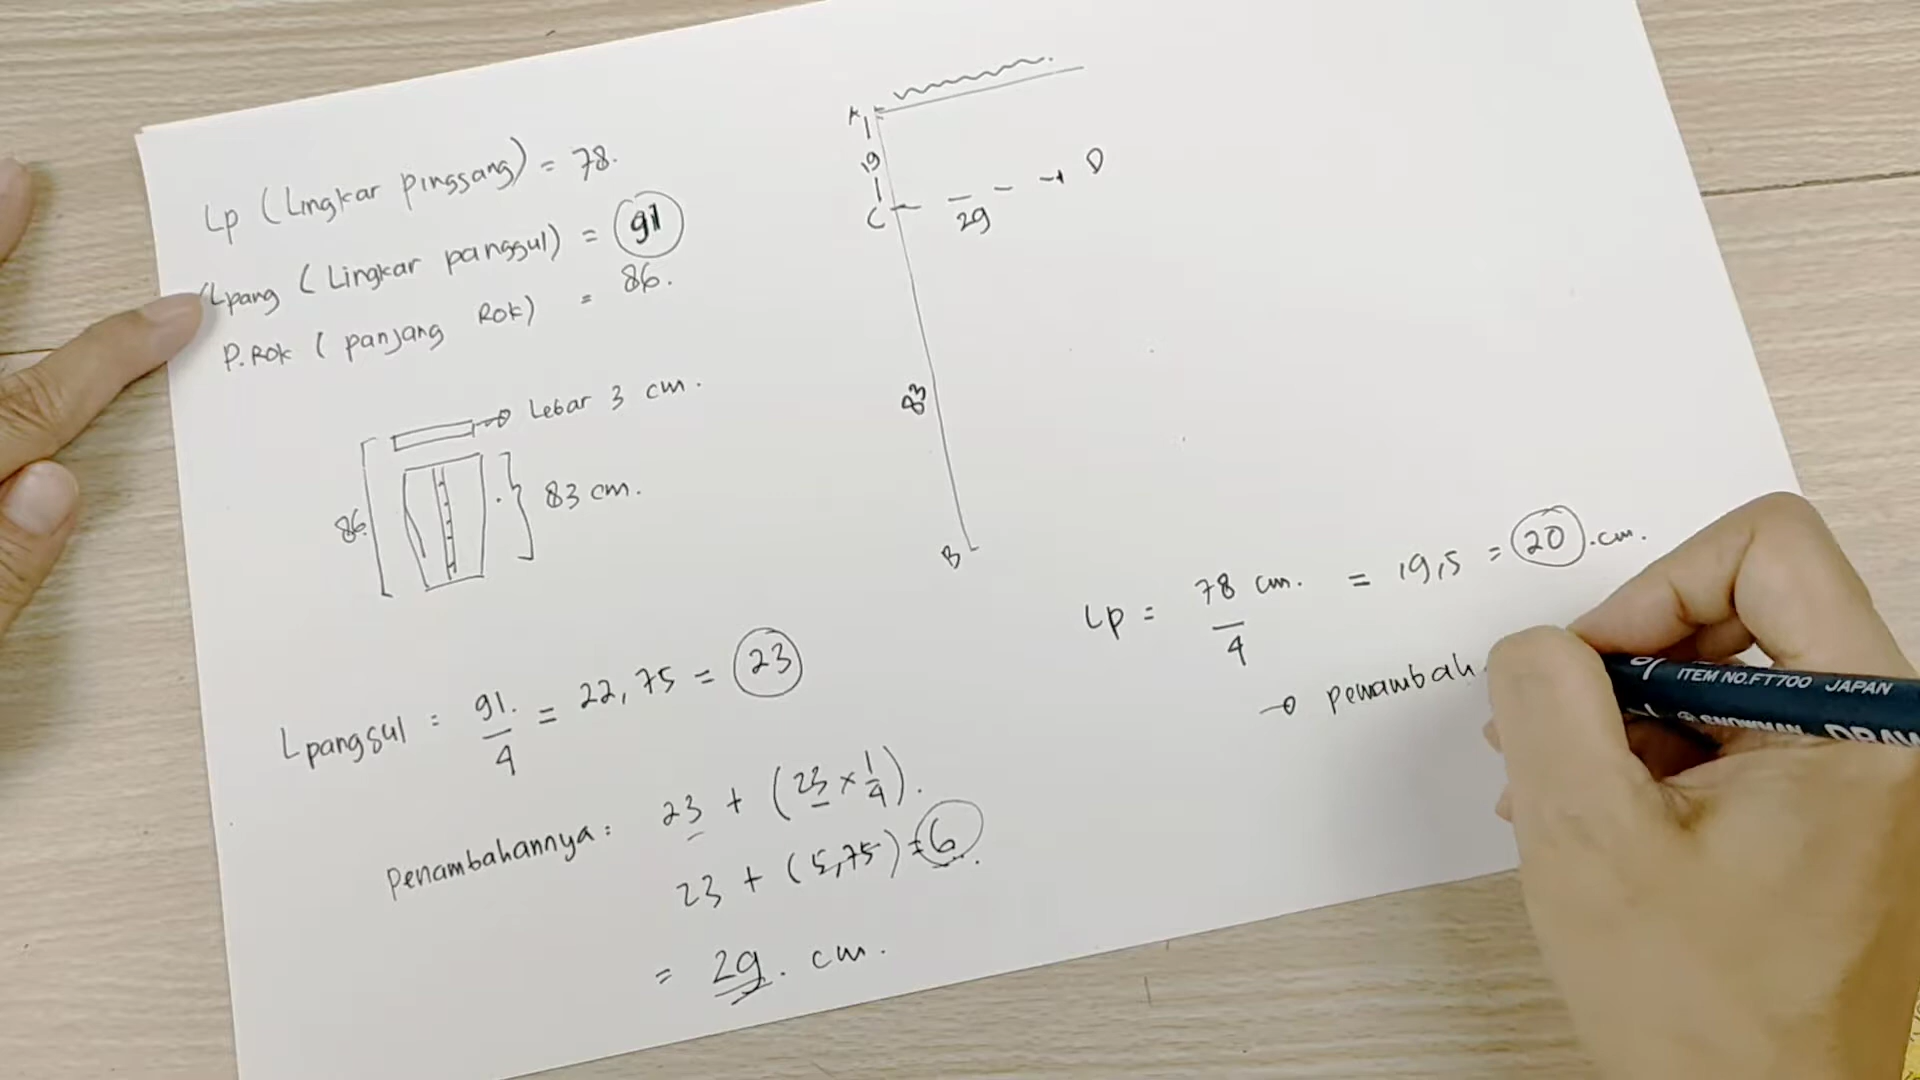 Lp (Lingkar pinggang) = 78.
Lpang (Lingkar panggul) = 91
P. Rok (panjang Rok) = 86.
Lebar 3 cm.
86
83 cm.
Lpanggul = 91. / 4 = 22,75 = 23
Penambahannya: 23 + (23 x 1/4).
23 + (5,75) = 6.
= 29. cm.
A
19
C
29
D
83
B
Lp = 78 cm. / 4 = 19,5 = 20 .cm.
penambah
ITEM NO.FT700 JAPAN
SNOWMAN DRAW